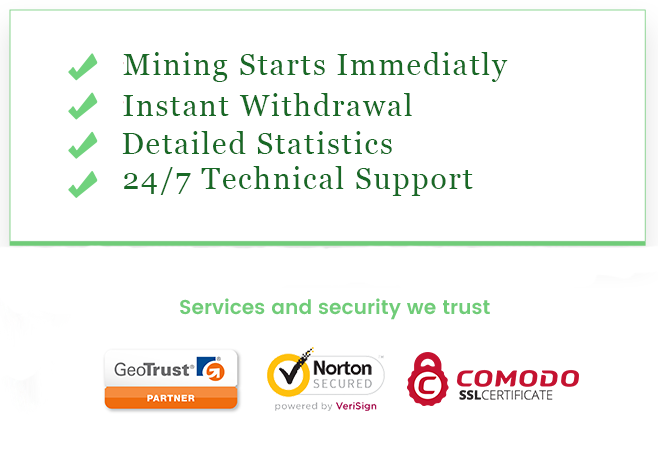 Mining Starts Immediatly
Instant Withdrawal
Detailed Statistics
24/7 Technical Support
Services and security we trust
GeoTrust®
PARTNER
Norton™
SECURED
powered by VeriSign
COMODO
SSLCERTIFICATE